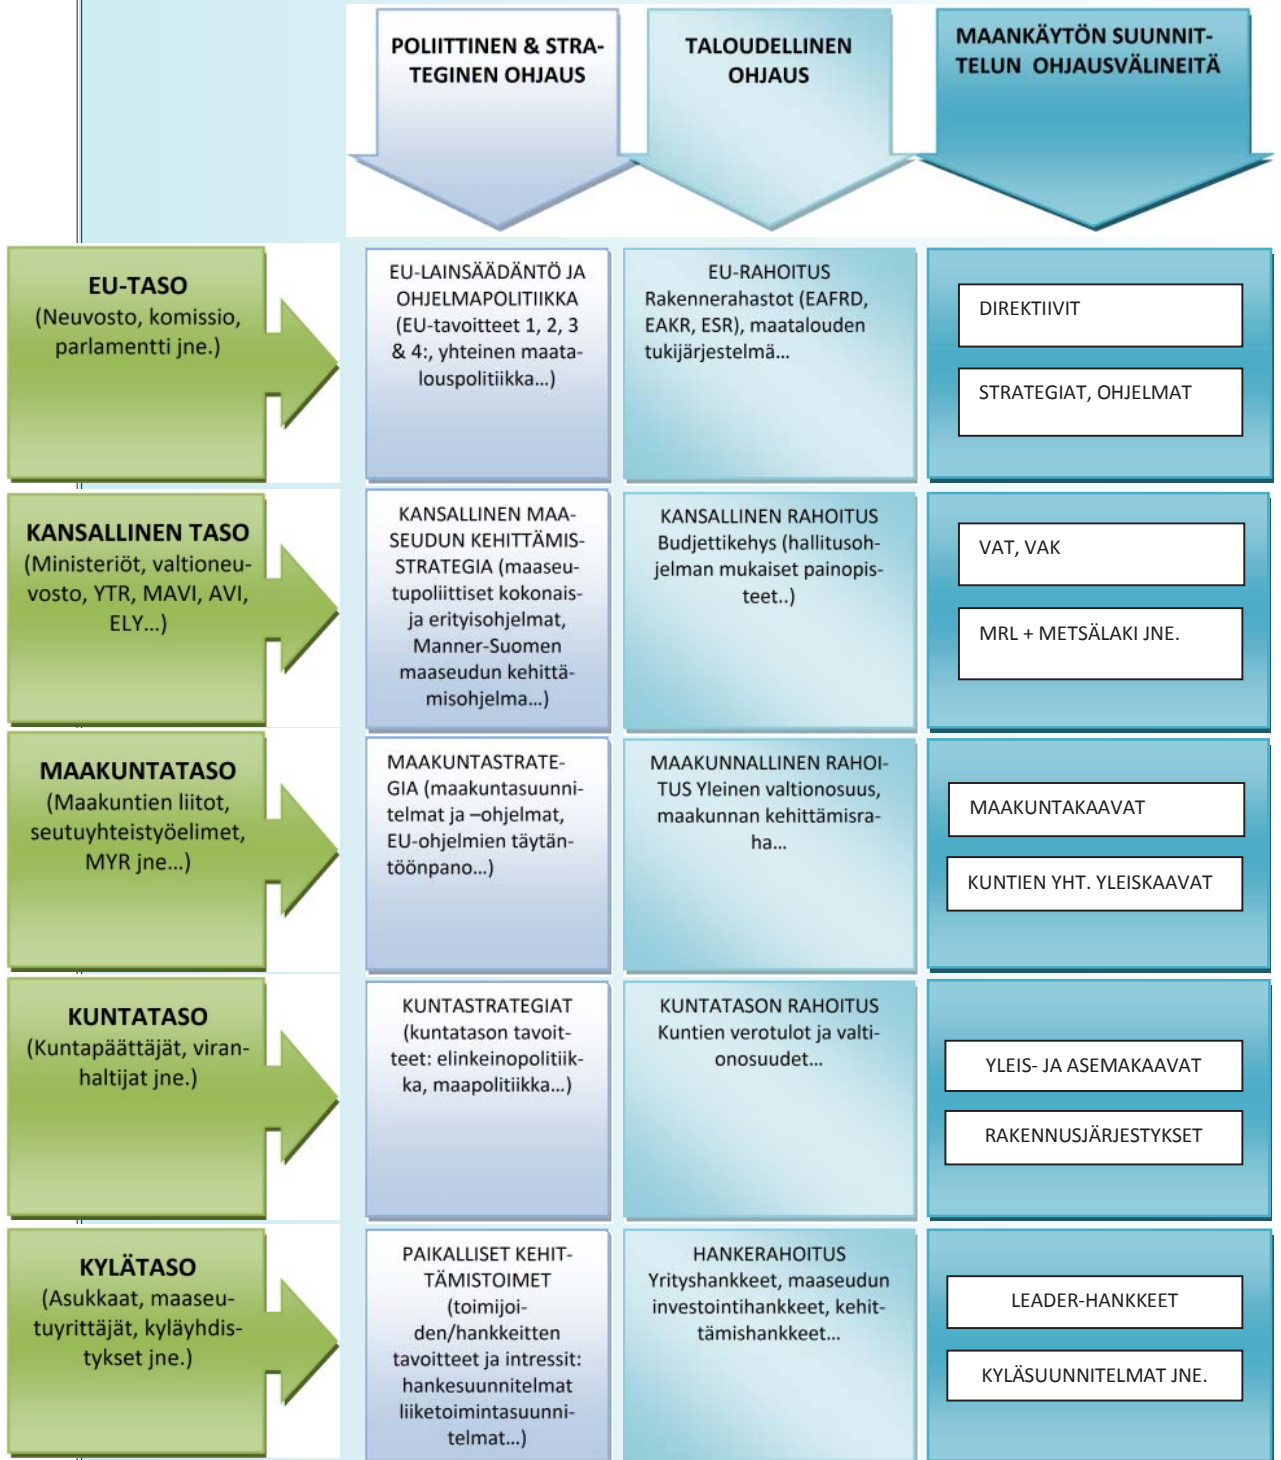 POLIITTINEN & STRA-
TEGINEN OHJAUS
TALOUDELLINEN
OHJAUS
MAANKÄYTÖN SUUNNIT-
TELUN OHJAUSVÄLINEITÄ
EU-TASO
(Neuvosto, komissio,
parlamentti jne.)
EU-LAINSÄÄDÄNTÖ JA
OHJELMAPOLITIIKKA
(EU-tavoitteet 1, 2, 3
& 4:, yhteinen maata-
louspolitiikka…)
EU-RAHOITUS
Rakennerahastot (EAFRD,
EAKR, ESR), maatalouden
tukijärjestelmä…
DIREKTIIVIT
STRATEGIAT, OHJELMAT
KANSALLINEN TASO
(Ministeriöt, valtioneu-
vosto, YTR, MAVI, AVI,
ELY…)
KANSALLINEN MAA-
SEUDUN KEHITTÄMIS-
STRATEGIA (maaseu-
tupoliittiset kokonais-
ja erityisohjelmat,
Manner-Suomen
maaseudun kehittä-
misohjelma…)
KANSALLINEN RAHOITUS
Budjettikehys (hallitusoh-
jelman mukaiset painopis-
teet..)
VAT, VAK
MRL + METSÄLAKI JNE.
MAAKUNTATASO
(Maakuntien liitot,
seutuyhteistyöelimet,
MYR jne…)
MAAKUNTASTRATE-
GIA (maakuntasuunni-
telmat ja –ohjelmat,
EU-ohjelmien täytän-
töönpano…)
MAAKUNNALLINEN RAHOI-
TUS Yleinen valtionosuus,
maakunnan kehittämisra-
ha…
MAAKUNTAKAAVAT
KUNTIEN YHT. YLEISKAAVAT
KUNTATASO
(Kuntapäättäjät, viran-
haltijat jne.)
KUNTASTRATEGIAT
(kuntatason tavoit-
teet: elinkeinopolitiik-
ka, maapolitiikka…)
KUNTATASON RAHOITUS
Kuntien verotulot ja valti-
onosuudet…
YLEIS- JA ASEMAKAAVAT
RAKENNUSJÄRJESTYKSET
KYLÄTASO
(Asukkaat, maaseu-
tuyrittäjät, kyläyhdis-
tykset jne.)
PAIKALLISET KEHIT-
TÄMISTOIMET
(toimijoi-
den/hankkeitten
tavoitteet ja intressit:
hankesuunnitelmat
liiketoimintasuunni-
telmat…)
HANKERAHOITUS
Yrityshankkeet, maaseudun
investointihankkeet, kehit-
tämishankkeet…
LEADER-HANKKEET
KYLÄSUUNNITELMAT JNE.